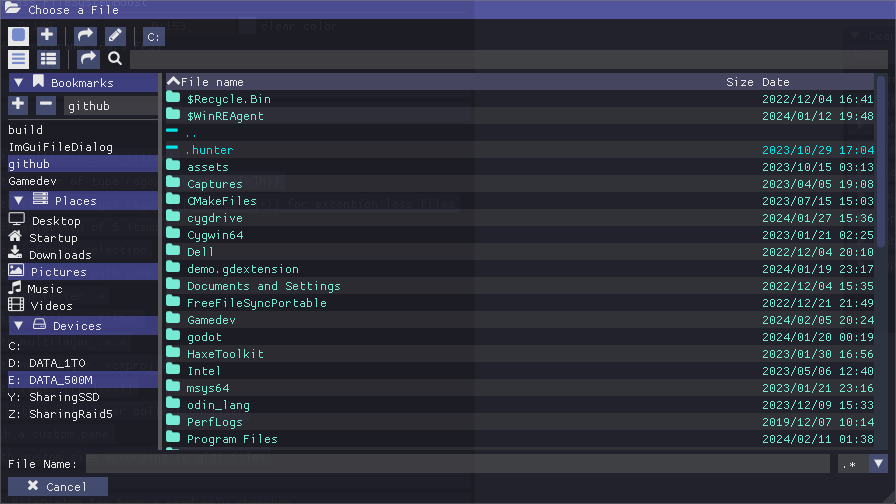 Choose a File
clear color
C:
Bookmarks
github
build
ImGuiFileDialog
github
Gamedev
Places
Desktop
Startup
Downloads
Pictures
Music
Videos
Devices
C:
D: DATA_1TO
E: DATA_500M
Y: SharingSSD
Z: SharingRaid5
File name Size Date
$Recycle.Bin 2022/12/04 16:41
$WinREAgent 2024/01/12 19:48
..
.hunter 2023/10/29 17:04
assets 2023/10/15 03:13
Captures 2023/04/05 19:08
CMakeFiles 2023/07/15 15:03
cygdrive 2024/01/27 15:36
Cygwin64 2023/01/21 02:25
Dell 2022/12/04 20:10
demo.gdextension 2024/01/19 23:17
Documents and Settings 2022/12/04 15:35
FreeFileSyncPortable 2022/12/21 21:49
Gamedev 2024/02/05 20:24
godot 2024/01/20 00:19
HaxeToolkit 2023/01/30 16:56
Intel 2023/05/06 12:40
msys64 2023/01/21 23:16
odin_lang 2023/12/09 15:33
PerfLogs 2019/12/07 10:14
Program Files 2024/02/11 01:38
File Name: .*
Cancel